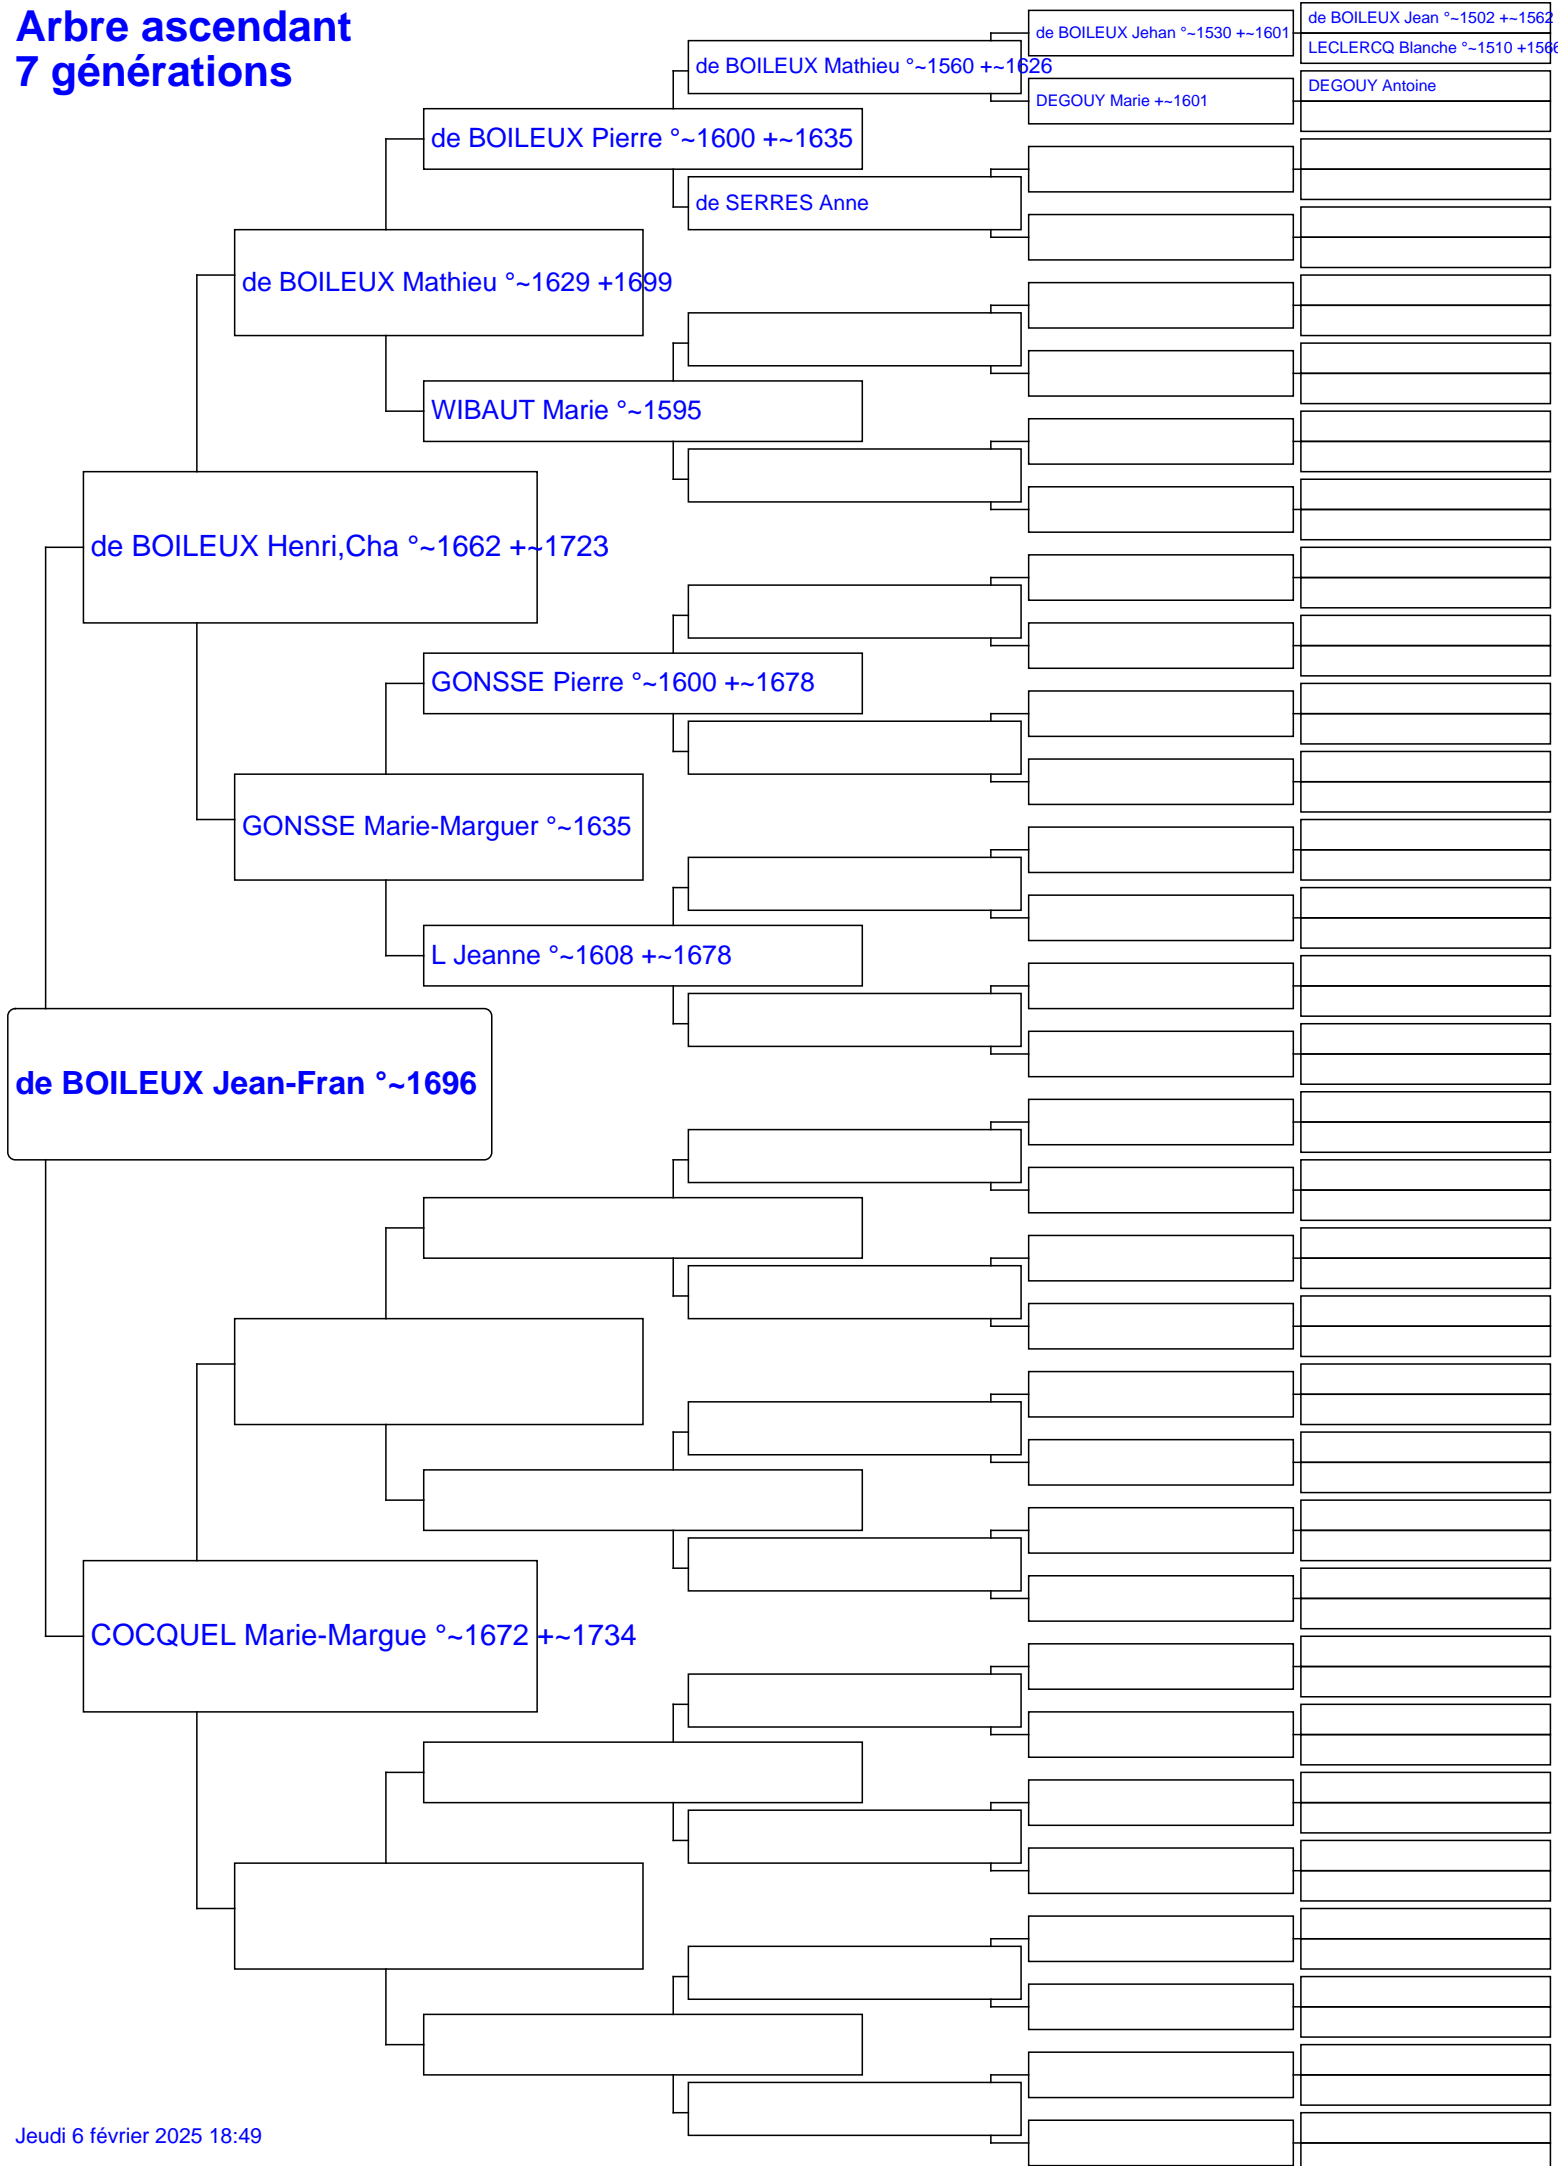 Arbre ascendant
7 générations
de BOILEUX Jean °~1502 +~1562
de BOILEUX Jehan °~1530 +~1601
LECLERCQ Blanche °~1510 +1566
de BOILEUX Mathieu °~1560 +~1626
DEGOUY Antoine
DEGOUY Marie +~1601
de BOILEUX Pierre °~1600 +~1635
de SERRES Anne
de BOILEUX Mathieu °~1629 +1699
WIBAUT Marie °~1595
de BOILEUX Henri,Cha °~1662 +~1723
GONSSE Pierre °~1600 +~1678
GONSSE Marie-Marguer °~1635
L Jeanne °~1608 +~1678
de BOILEUX Jean-Fran °~1696
COCQUEL Marie-Margue °~1672 +~1734
Jeudi 6 février 2025 18:49